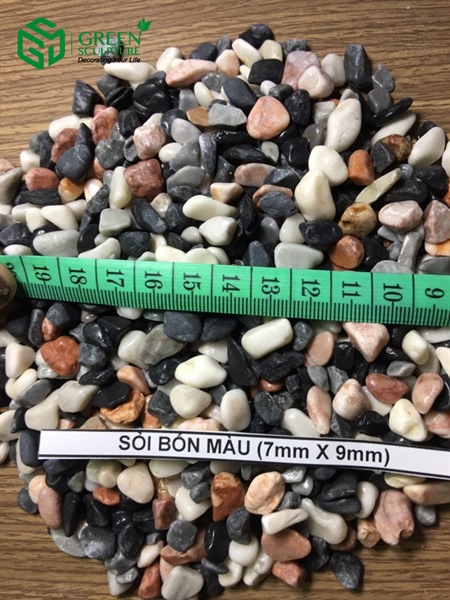 GREEN
SCULPTURE
Decorating Your Life
19 18 17 16 15 14 13 12 11 10 9
SỎI BỐN MÀU (7mm X 9mm)